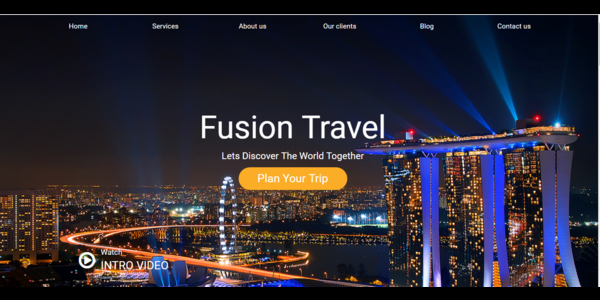 Home
Services
About us
Our clients
Blog
Contact us
Fusion Travel
Lets Discover The World Together
Plan Your Trip
Watch
INTRO VIDEO